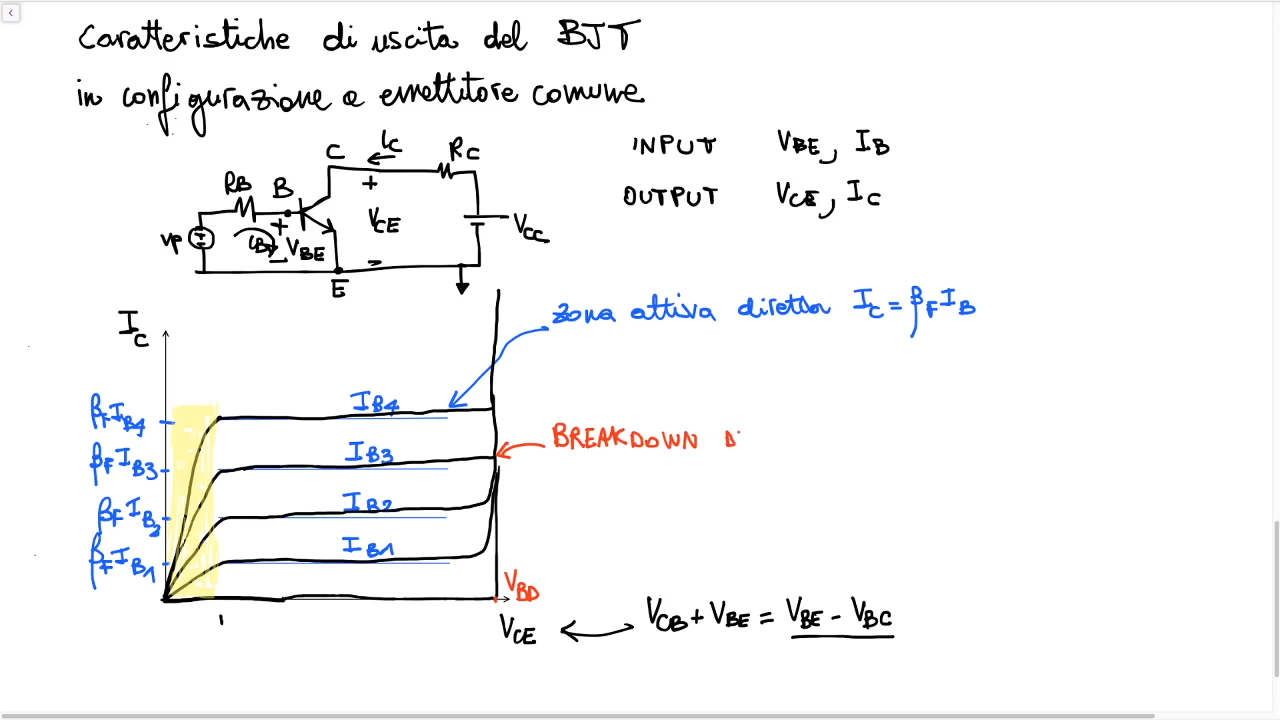 Caratteristiche di uscita del BJT
in configurazione a emettitore comune
INPUT VBE, IB
OUTPUT VCE, IC
C
IC
RC
RB
B
+
+
VCE
VCC
vp
iB
VBE
-
-
E
IC
zona attiva diretta IC = βF IB
βF IB4
IB4
BREAKDOWN D
βF IB3
IB3
βF IB2
IB2
βF IB1
IB1
VBD
VCE
VCB + VBE = VBE - VBC